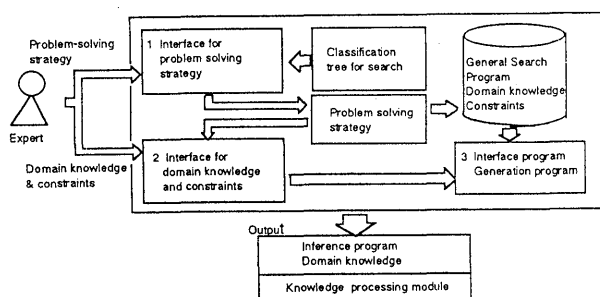 Problem-solving
strategy
Expert
Domain knowledge
& constraints
1 Interface for
problem solving
strategy
Classification
tree for search
Problem solving
strategy
General Search
Program
Domain knowledge
Constraints
2 Interface for
domain knowledge
and constraints
3 Interface program
Generation program
Output
Inference program
Domain knowledge
Knowledge processing module